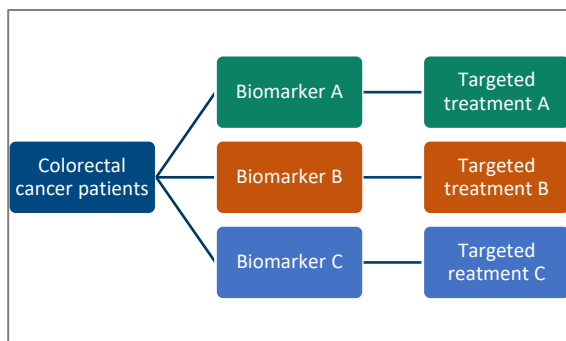 Colorectal
cancer patients
Biomarker A
Targeted
treatment A
Biomarker B
Targeted
treatment B
Biomarker C
Targeted
reatment C